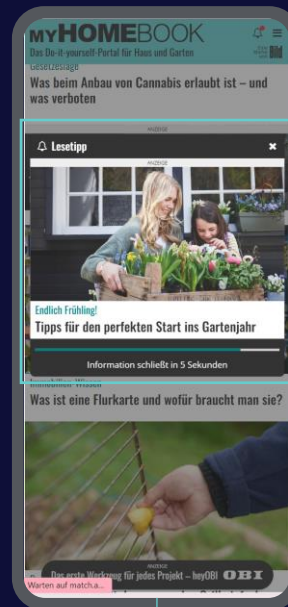 MYHOMEBOOK
Das Do-it-yourself-Portal für Haus und Garten
Gesetzeslage
Was beim Anbau von Cannabis erlaubt ist – und
was verboten
ANZEIGE
Lesetipp
ANZEIGE
Endlich Frühling!
Tipps für den perfekten Start ins Gartenjahr
Information schließt in 5 Sekunden
Immobilien-Wissen
Was ist eine Flurkarte und wofür braucht man sie?
ANZEIGE
Das erste Werkzeug für jedes Projekt – heyOBI OBI
Warten auf match.a...